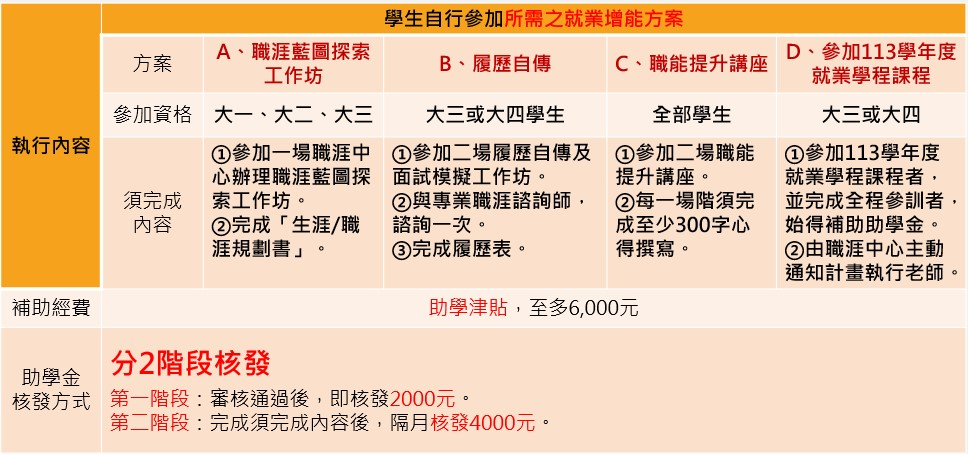 學生自行參加所需之就業增能方案
執行內容
方案
A、職涯藍圖探索
工作坊
B、履歷自傳
C、職能提升講座
D、參加113學年度
就業學程課程
參加資格
大一、大二、大三
大三或大四學生
全部學生
大三或大四
須完成
內容
①參加一場職涯中
心辦理職涯藍圖探
索工作坊。
②完成「生涯/職
涯規劃書」。
①參加二場履歷自傳及
面試模擬工作坊。
②與專業職涯諮詢師，
諮詢一次。
③完成履歷表。
①參加二場職能
提升講座。
②每一場階須完
成至少300字心
得撰寫。
①參加113學年度
就業學程課程者，
並完成全程參訓者，
始得補助助學金。
②由職涯中心主動
通知計畫執行老師。
補助經費
助學津貼，至多6,000元
助學金
核發方式
分2階段核發
第一階段：審核通過後，即核發2000元。
第二階段：完成須完成內容後，隔月核發4000元。